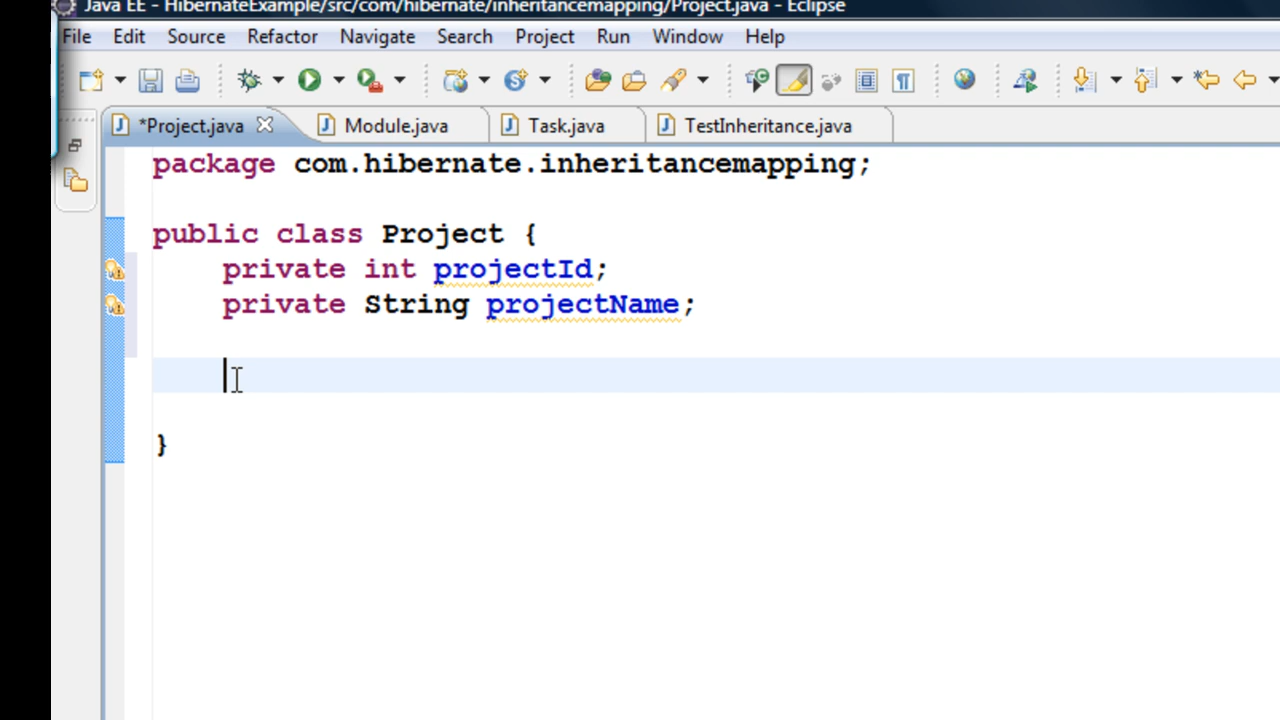 Java EE - HibernateExample/src/com/hibernate/inheritancemapping/Project.java - Eclipse
File Edit Source Refactor Navigate Search Project Run Window Help
*Project.java Module.java Task.java TestInheritance.java
package com.hibernate.inheritancemapping;
public class Project {
private int projectId;
private String projectName;
}